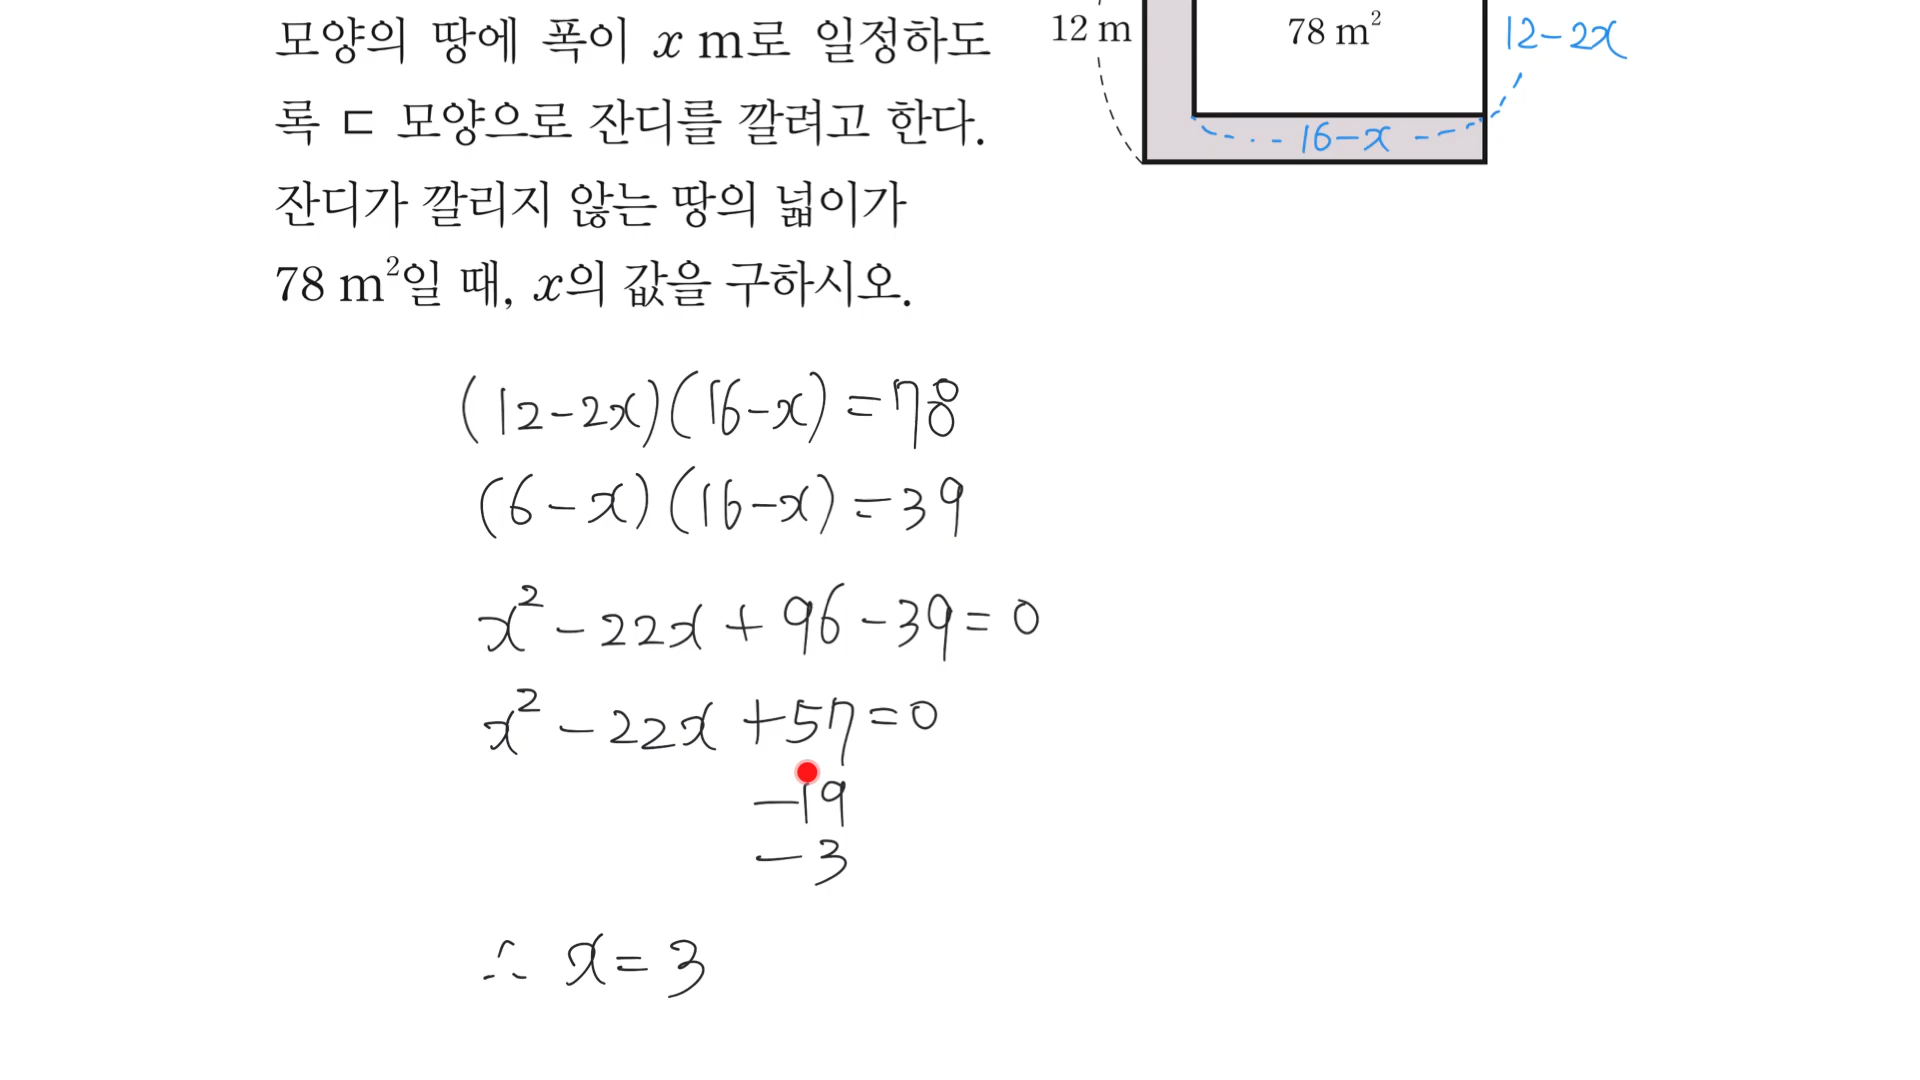 모양의 땅에 폭이 x m로 일정하도
록 ㄷ 모양으로 잔디를 깔려고 한다.
잔디가 깔리지 않는 땅의 넓이가
78 m²일 때, x의 값을 구하시오.
12 m
78 m²
12-2x
16-x
(12-2x)(16-x)=78
(6-x)(16-x)=39
x²-22x+96-39=0
x²-22x+57=0
-19
-3
∴ x=3